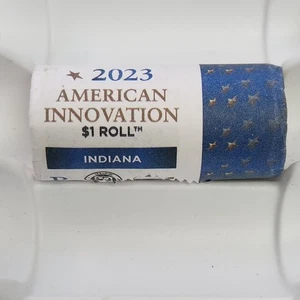 2023
AMERICAN
INNOVATION
$1 ROLL™
INDIANA